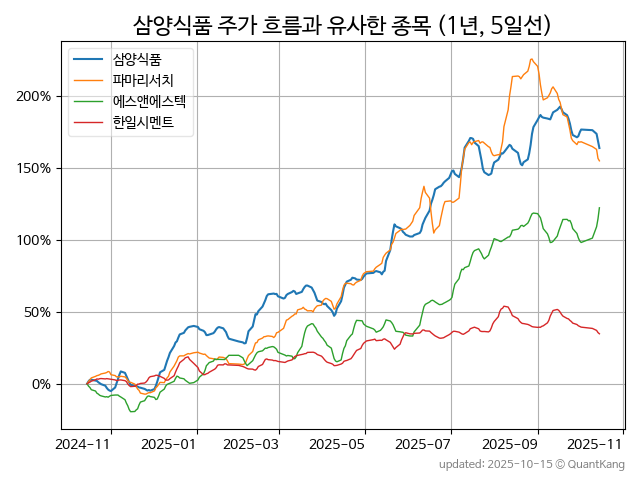 삼양식품 주가 흐름과 유사한 종목 (1년, 5일선)
삼양식품
파마리서치
에스앤에스텍
한일시멘트
200%
150%
100%
50%
0%
2024-11 2025-01 2025-03 2025-05 2025-07 2025-09 2025-11
updated: 2025-10-15 © QuantKang